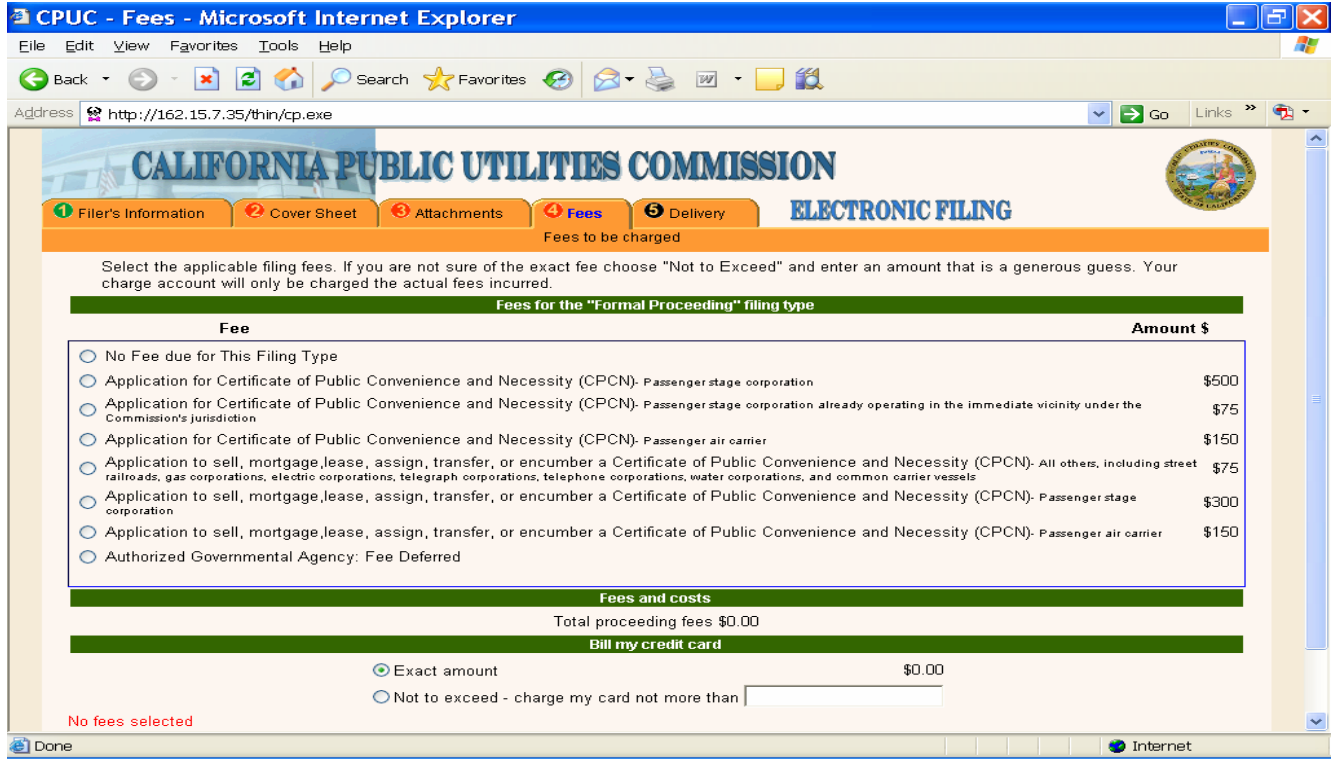 CPUC - Fees - Microsoft Internet Explorer
File Edit View Favorites Tools Help
Back Search Favorites
Address http://162.15.7.35/thin/cp.exe Go Links »
CALIFORNIA PUBLIC UTILITIES COMMISSION
1 Filer's Information 2 Cover Sheet 3 Attachments 4 Fees 5 Delivery ELECTRONIC FILING
Fees to be charged
Select the applicable filing fees. If you are not sure of the exact fee choose "Not to Exceed" and enter an amount that is a generous guess. Your
charge account will only be charged the actual fees incurred.
Fees for the "Formal Proceeding" filing type
Fee Amount $
No Fee due for This Filing Type
Application for Certificate of Public Convenience and Necessity (CPCN)- Passenger stage corporation $500
Application for Certificate of Public Convenience and Necessity (CPCN)- Passenger stage corporation already operating in the immediate vicinity under the
Commission's jurisdiction $75
Application for Certificate of Public Convenience and Necessity (CPCN)- Passenger air carrier $150
Application to sell, mortgage,lease, assign, transfer, or encumber a Certificate of Public Convenience and Necessity (CPCN)- All others, including street
railroads, gas corporations, electric corporations, telegraph corporations, telephone corporations, water corporations, and common carrier vessels $75
Application to sell, mortgage,lease, assign, transfer, or encumber a Certificate of Public Convenience and Necessity (CPCN)- Passenger stage
corporation $300
Application to sell, mortgage,lease, assign, transfer, or encumber a Certificate of Public Convenience and Necessity (CPCN)- Passenger air carrier $150
Authorized Governmental Agency: Fee Deferred
Fees and costs
Total proceeding fees $0.00
Bill my credit card
Exact amount $0.00
Not to exceed - charge my card not more than
No fees selected
Done Internet